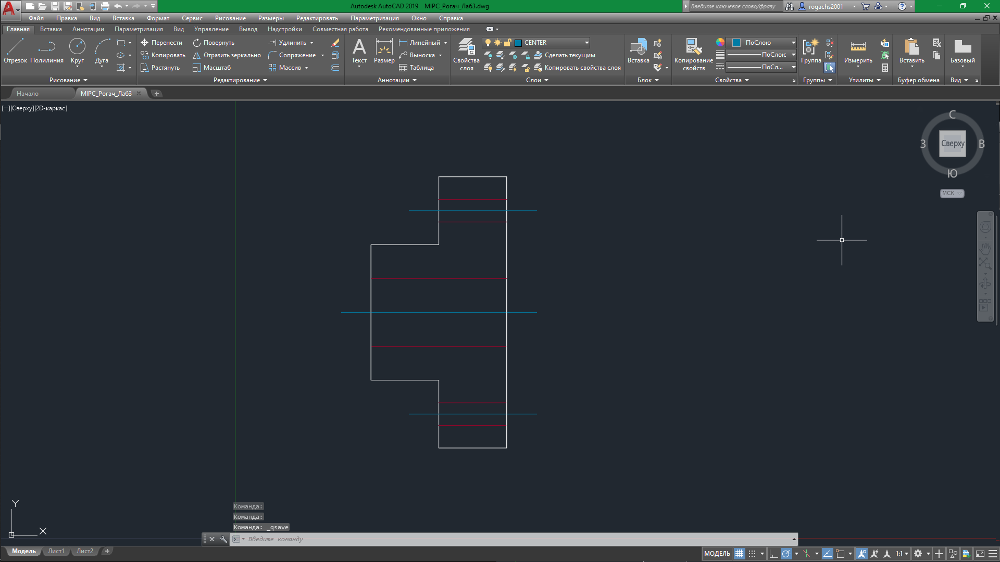 Autodesk AutoCAD 2019 MIPC_Рогач_Лаб3.dwg
Введите ключевое слово/фразу
rogachs2001
Файл Правка Вид Вставка Формат Сервис Рисование Размеры Редактировать Параметризация Окно Справка
Главная Вставка Аннотации Параметризация Вид Управление Вывод Надстройки Совместная работа Рекомендованные приложения
Отрезок Полилиния Круг Дуга
Рисование
Перенести Повернуть Удлинить
Копировать Отразить зеркально Сопряжение
Растянуть Масштаб Массив
Редактирование
Текст Размер
Линейный
Выноска
Таблица
Аннотации
Свойства
слоя
CENTER
Сделать текущим
Копировать свойства слоя
Слои
Вставка
Блок
Копирование
свойств
ПоСлою
ПоСлою
ПоСл...
Свойства
Группа
Группы
Измерить
Утилиты
Вставить
Буфер обмена
Базовый
Вид
Начало
MIPC_Рогач_Лаб3
[−][Сверху][2D-каркас]
С
З
Сверху
В
Ю
МСК
Y
X
Команда:
Команда:
Команда: _qsave
Введите команду
Модель Лист1 Лист2
МОДЕЛЬ
1:1